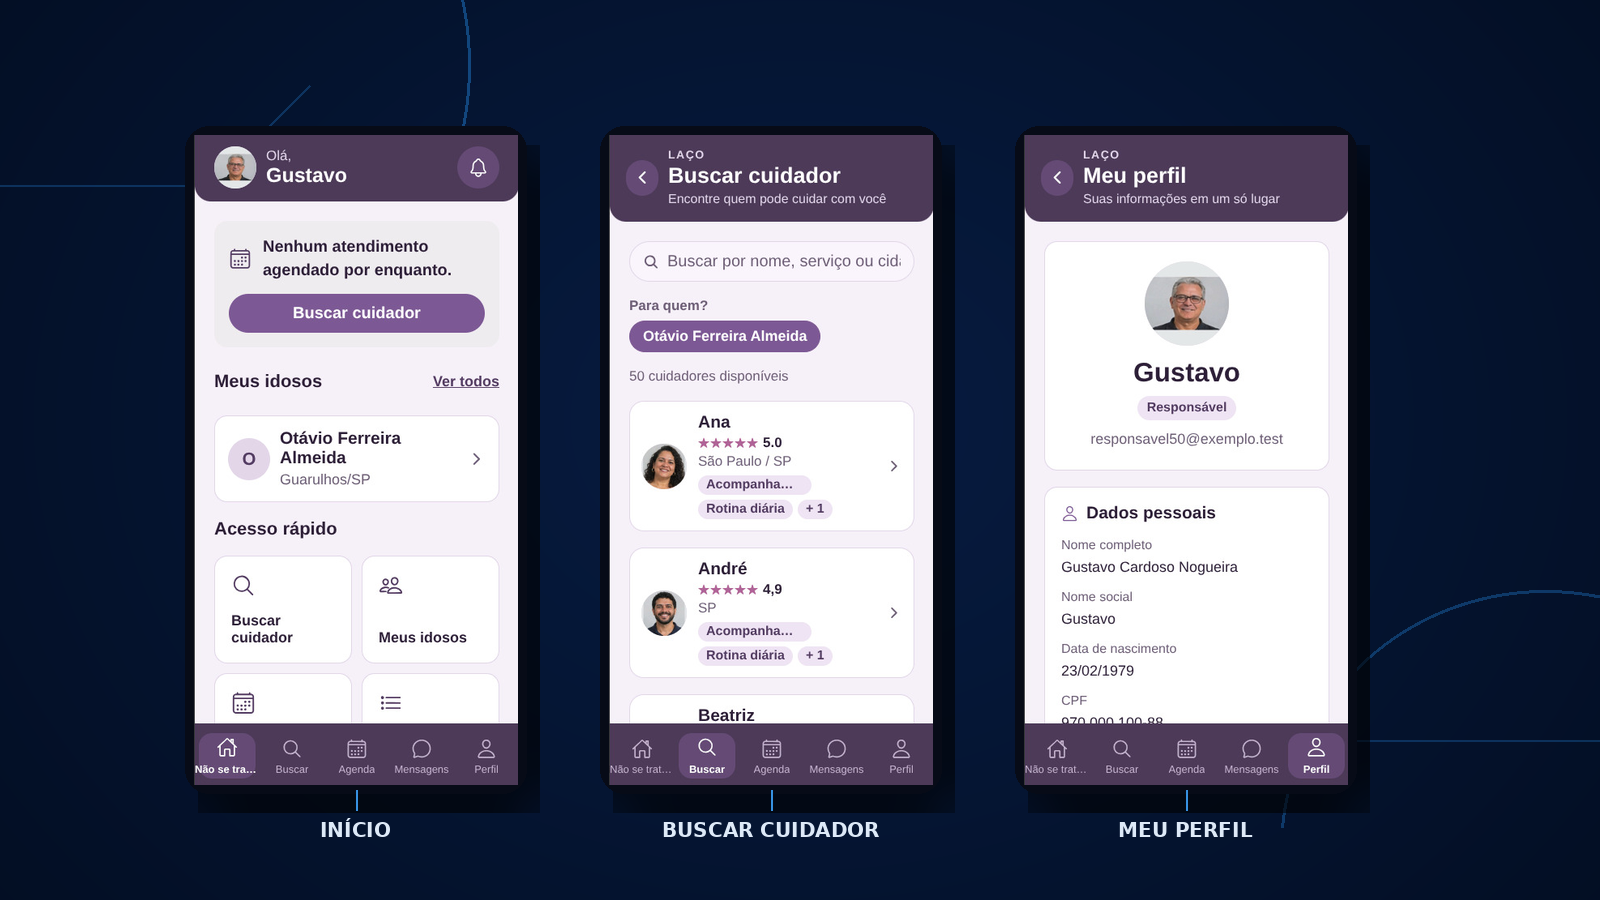 Olá,
Gustavo
Nenhum atendimento
agendado por enquanto.
Buscar cuidador
Meus idosos
Ver todos
O
Otávio Ferreira
Almeida
Guarulhos/SP
Acesso rápido
Buscar
cuidador
Meus idosos
Não se tra...
Buscar
Agenda
Mensagens
Perfil
INÍCIO
LAÇO
Buscar cuidador
Encontre quem pode cuidar com você
Buscar por nome, serviço ou cid
Para quem?
Otávio Ferreira Almeida
50 cuidadores disponíveis
Ana
★★★★★ 5.0
São Paulo / SP
Acompanha...
Rotina diária
+ 1
André
★★★★★ 4,9
SP
Acompanha...
Rotina diária
+ 1
Beatriz
Não se trat...
Buscar
Agenda
Mensagens
Perfil
BUSCAR CUIDADOR
LAÇO
Meu perfil
Suas informações em um só lugar
Gustavo
Responsável
responsavel50@exemplo.test
Dados pessoais
Nome completo
Gustavo Cardoso Nogueira
Nome social
Gustavo
Data de nascimento
23/02/1979
CPF
970.000.100-88
Não se trat...
Buscar
Agenda
Mensagens
Perfil
MEU PERFIL